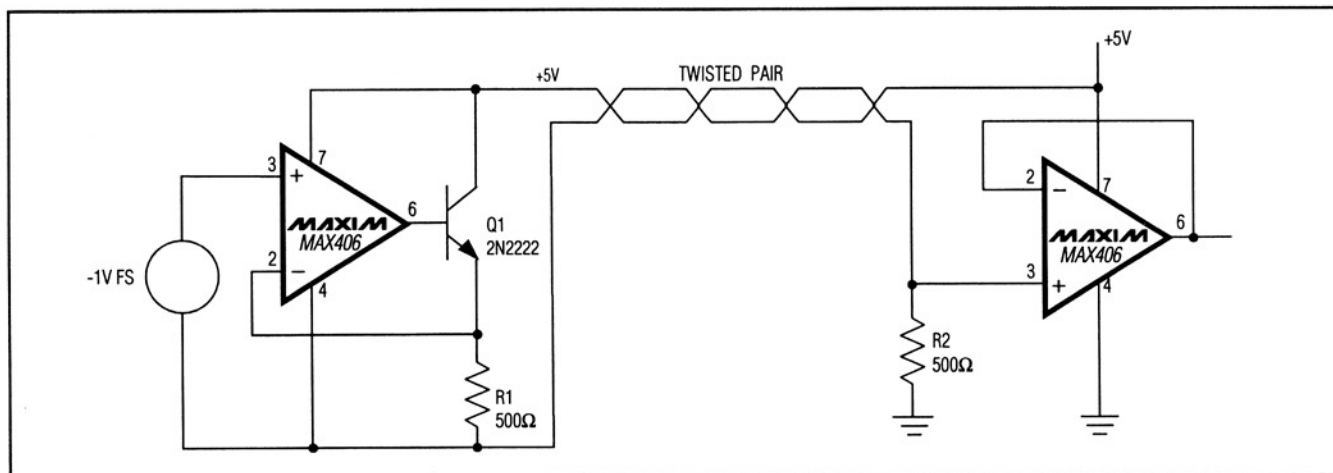 +5V
+5V
TWISTED PAIR
3
+
7
MAXIM
MAX406
6
Q1
2N2222
-1V FS
2
−
4
R1
500Ω
2
−
7
MAXIM
MAX406
6
3
+
4
R2
500Ω